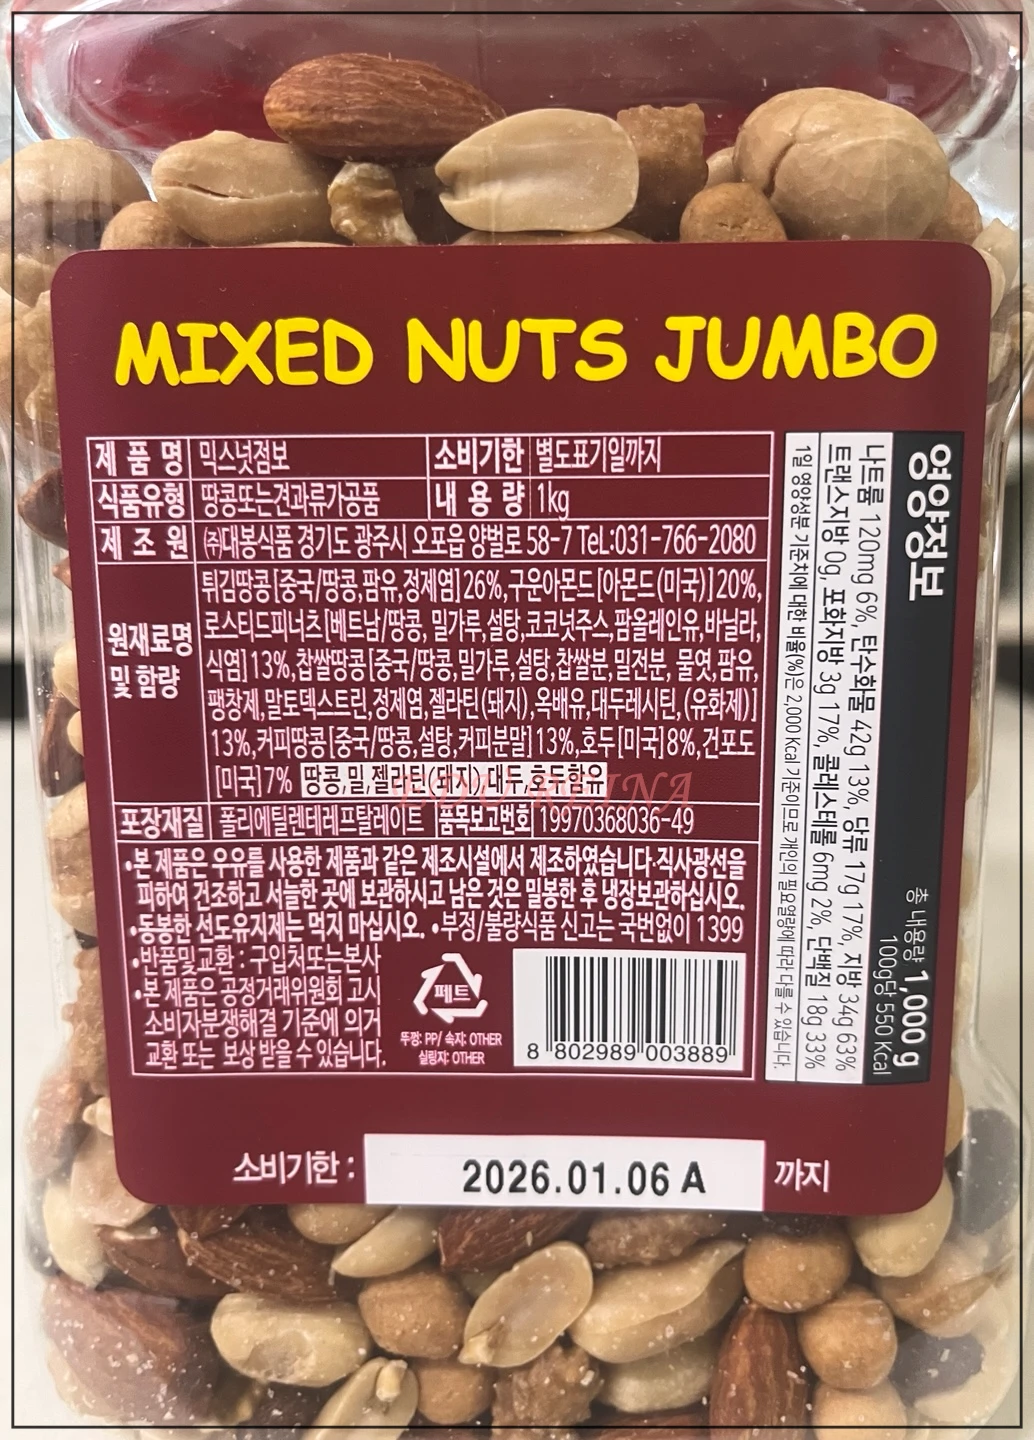 MIXED NUTS JUMBO
제 품 명 믹스넛점보 소비기한 별도표기일까지
식품유형 땅콩또는견과류가공품 내 용 량 1kg
제 조 원 ㈜대봉식품 경기도 광주시 오포읍 양벌로 58-7 TeL:031-766-2080
원재료명 및 함량
튀김땅콩[중국/땅콩,팜유,정제염]26%,구운아몬드[아몬드(미국)]20%,
로스티드피너츠[베트남/땅콩, 밀가루,설탕,코코넛주스,팜올레인유,바닐라,
식염]13%,찹쌀땅콩[중국/땅콩,밀가루,설탕,찹쌀분,밀전분, 물엿,팜유,
팽창제,말토덱스트린,정제염,젤라틴(돼지),옥배유,대두레시틴,(유화제)]
13%,커피땅콩[중국/땅콩,설탕,커피분말]13%,호두[미국]8%,건포도
[미국]7% 땅콩,밀,젤라틴(돼지),대두,호두함유
EDU REINA
포장재질 폴리에틸렌테레프탈레이트 품목보고번호 19970368036-49
•본 제품은 우유를 사용한 제품과 같은 제조시설에서 제조하였습니다·직사광선을
피하여 건조하고 서늘한 곳에 보관하시고 남은 것은 밀봉한 후 냉장보관하십시오.
•동봉한 선도유지제는 먹지 마십시오. •부정/불량식품 신고는 국번없이 1399
•반품및교환 : 구입처또는본사
•본 제품은 공정거래위원회 고시
소비자분쟁해결 기준에 의거
교환 또는 보상 받을 수 있습니다.
페트
뚜껑: PP/ 속지: OTHER
실링지: OTHER
8 802989 003889
영양정보
총 내용량 1,000 g
100g당 550 Kcal
나트륨 120mg 6%, 탄수화물 42g 13%, 당류 17g 17%, 지방 34g 63%
트랜스지방 0g, 포화지방 3g 17%, 콜레스테롤 6mg 2%, 단백질 18g 33%
1일 영양성분 기준치에 대한 비율(%)은 2,000 Kcal 기준이므로 개인의 필요열량에 따라 다를 수 있습니다.
소비기한 : 2026.01.06 A 까지